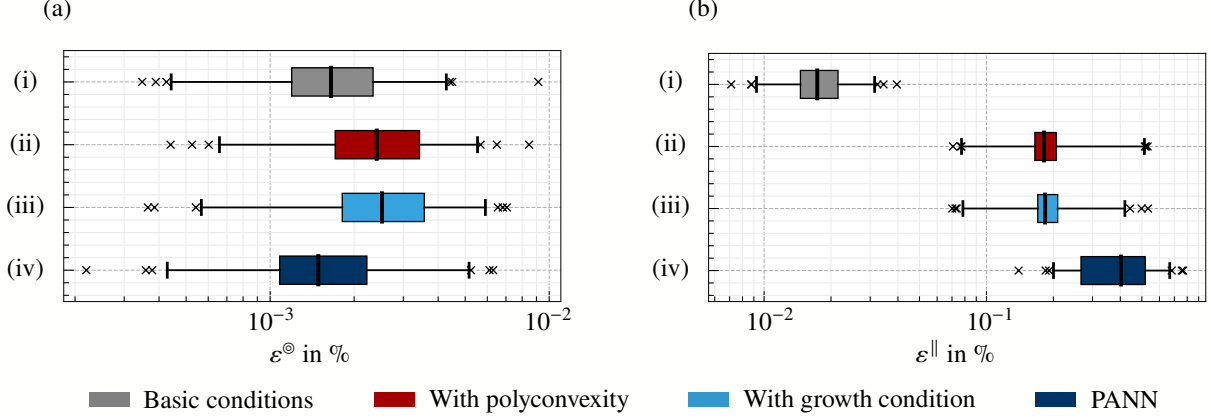 (a)
(b)
(i)
(ii)
(iii)
(iv)
10⁻³
10⁻²
ε^⊚ in %
(i)
(ii)
(iii)
(iv)
10⁻²
10⁻¹
ε^∥ in %
Basic conditions
With polyconvexity
With growth condition
PANN